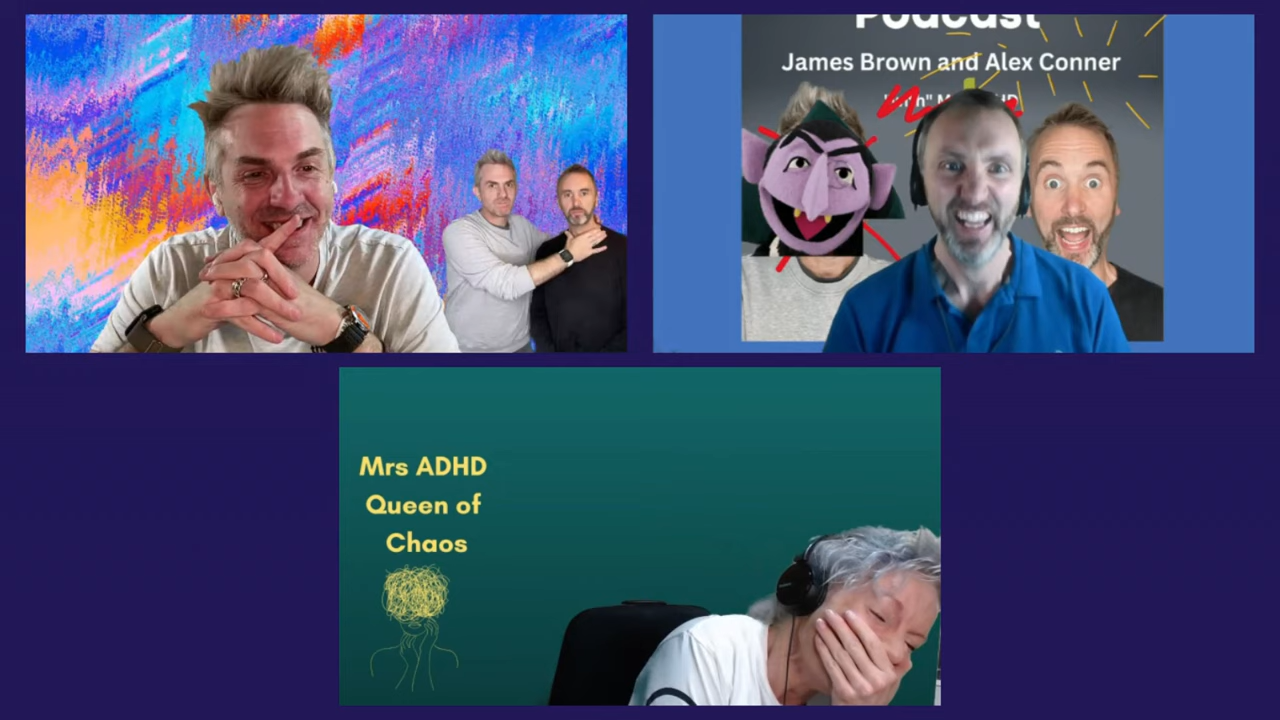 Podcast
James Brown and Alex Conner
Mrs ADHD
Queen of
Chaos